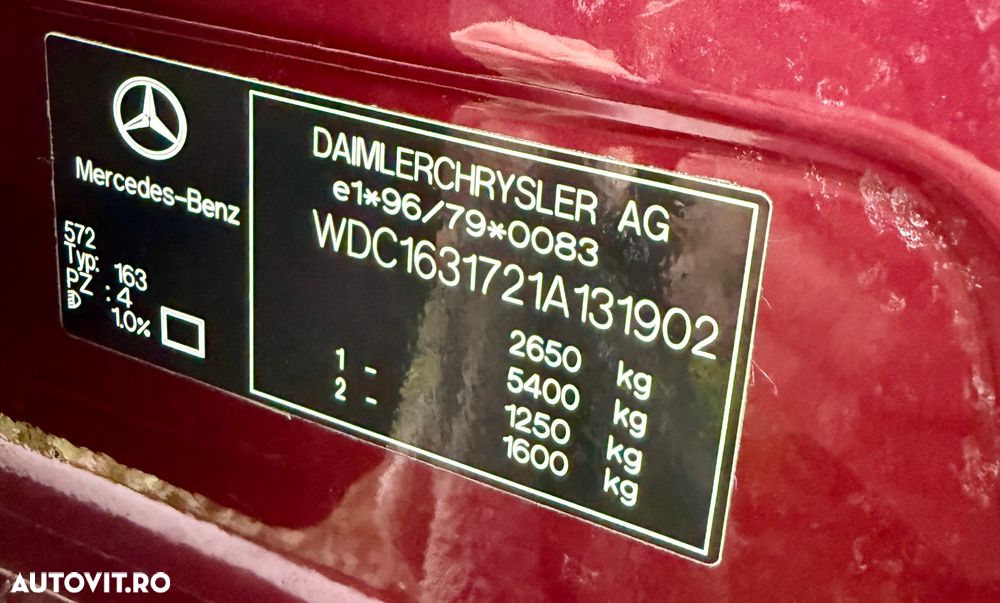 Mercedes-Benz
572
Typ: 163
PZ : 4
1.0%
DAIMLERCHRYSLER AG
e1*96/79*0083
WDC1631721A131902
2650 kg
5400 kg
1 - 1250 kg
2 - 1600 kg
AUTOVIT.RO